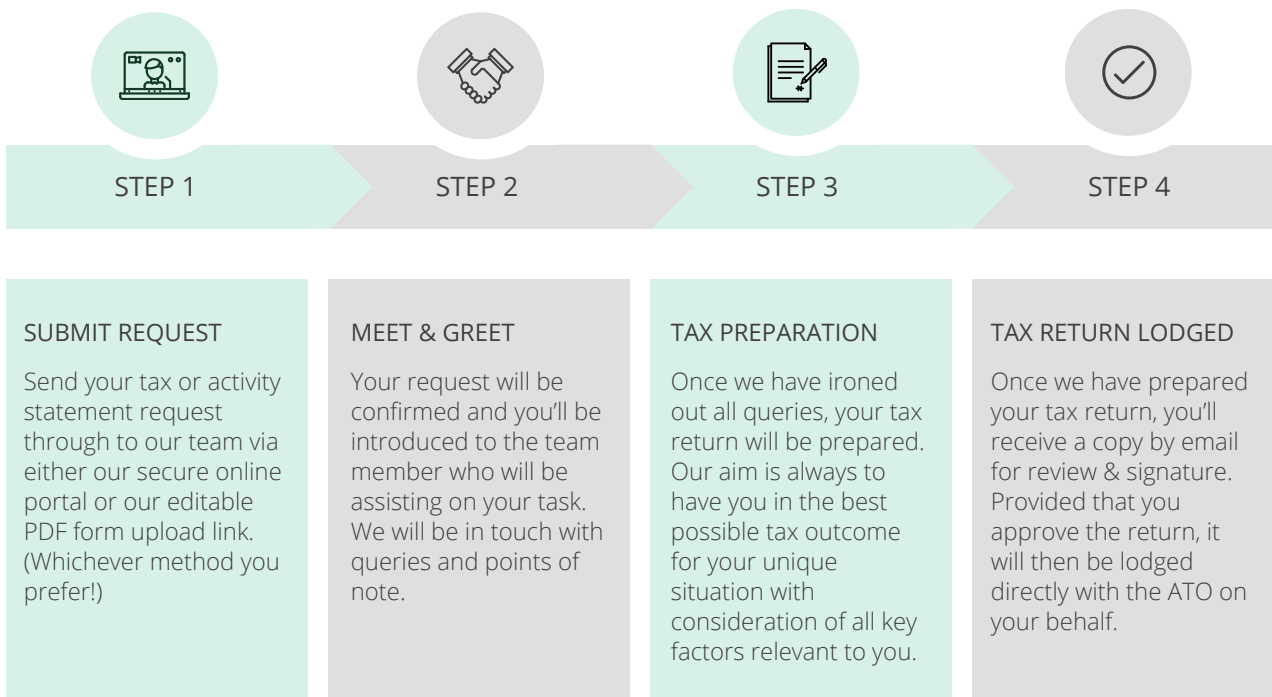 STEP 1
STEP 2
STEP 3
STEP 4
SUBMIT REQUEST
Send your tax or activity
statement request
through to our team via
either our secure online
portal or our editable
PDF form upload link.
(Whichever method you
prefer!)
MEET & GREET
Your request will be
confirmed and you’ll be
introduced to the team
member who will be
assisting on your task.
We will be in touch with
queries and points of
note.
TAX PREPARATION
Once we have ironed
out all queries, your tax
return will be prepared.
Our aim is always to
have you in the best
possible tax outcome
for your unique
situation with
consideration of all key
factors relevant to you.
TAX RETURN LODGED
Once we have prepared
your tax return, you’ll
receive a copy by email
for review & signature.
Provided that you
approve the return, it
will then be lodged
directly with the ATO on
your behalf.